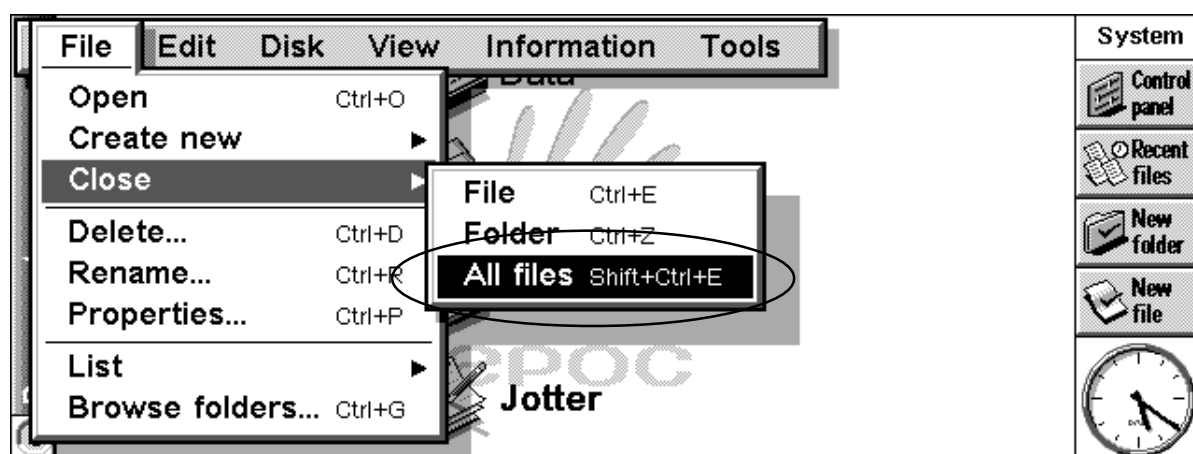 File Edit Disk View Information Tools
System
Data
Open Ctrl+O
Create new
Close
Delete... Ctrl+D
Rename... Ctrl+R
Properties... Ctrl+P
List
Browse folders... Ctrl+G
File Ctrl+E
Folder Ctrl+Z
All files Shift+Ctrl+E
epoc
Jotter
Control
panel
Recent
files
New
folder
New
file